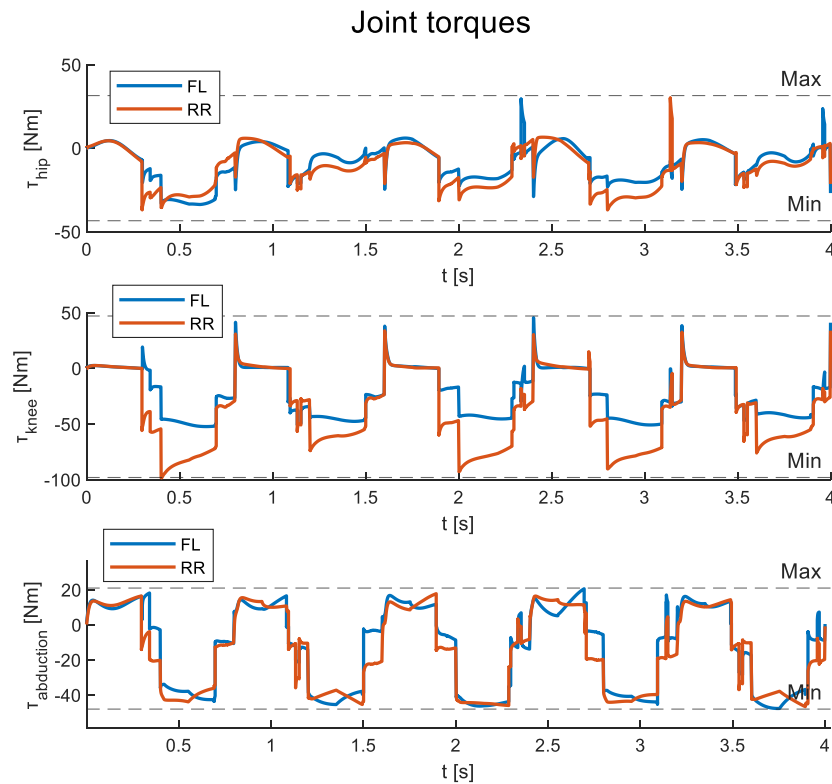 Joint torques
50
Max
FL
RR
0
τhip [Nm]
Min
-50
0 0.5 1 1.5 2 2.5 3 3.5 4
t [s]
50
FL
RR
0
τknee [Nm]
-50
Min
-100
0 0.5 1 1.5 2 2.5 3 3.5 4
t [s]
FL
RR
20
Max
0
τabduction [Nm]
-20
-40
Min
0.5 1 1.5 2 2.5 3 3.5 4
t [s]